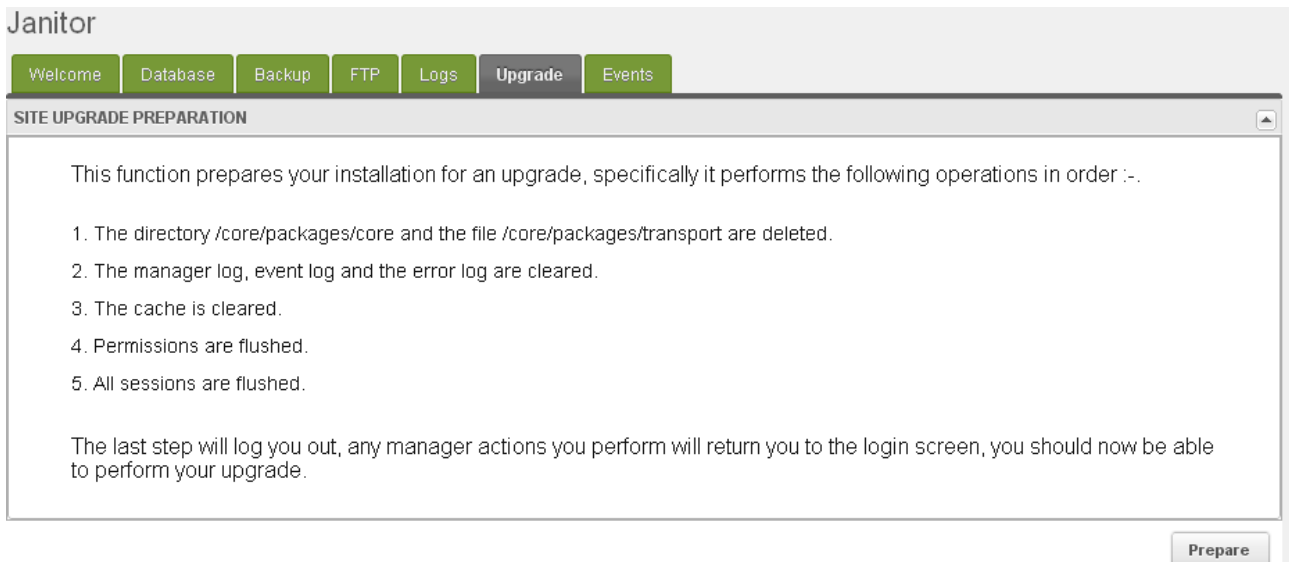 Janitor
Welcome Database Backup FTP Logs Upgrade Events
SITE UPGRADE PREPARATION
This function prepares your installation for an upgrade, specifically it performs the following operations in order :-.
1. The directory /core/packages/core and the file /core/packages/transport are deleted.
2. The manager log, event log and the error log are cleared.
3. The cache is cleared.
4. Permissions are flushed.
5. All sessions are flushed.
The last step will log you out, any manager actions you perform will return you to the login screen, you should now be able
to perform your upgrade.
Prepare